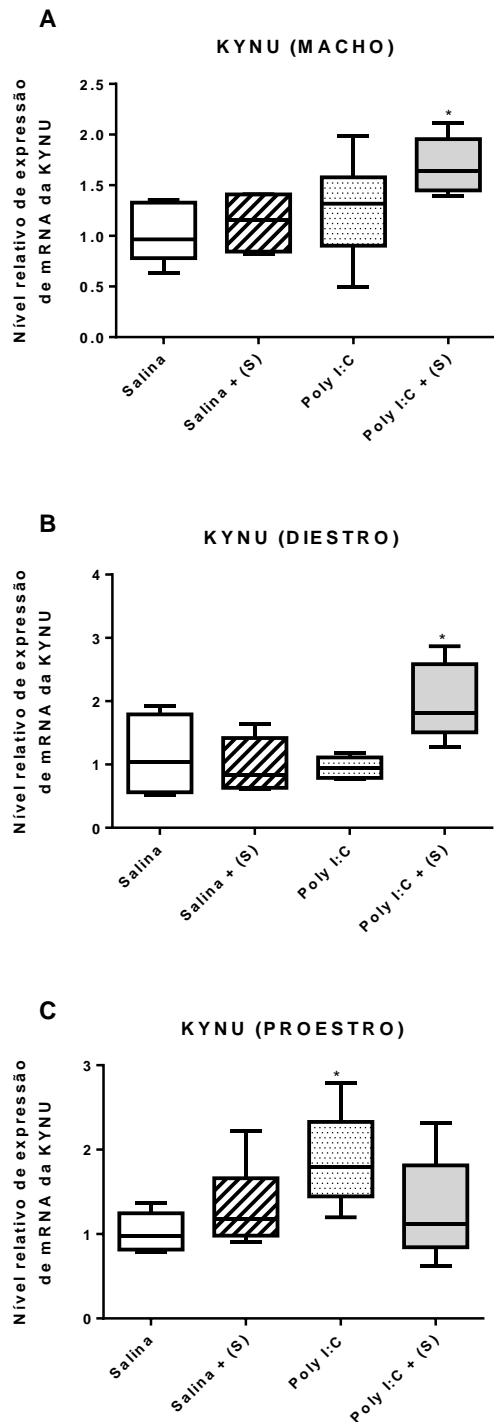 A
KYNU (MACHO)
Nível relativo de expressão
de mRNA da KYNU
2.5
2.0
1.5
1.0
0.5
0.0
*
Salina
Salina + (S)
Poly I:C
Poly I:C + (S)
B
KYNU (DIESTRO)
Nível relativo de expressão
de mRNA da KYNU
4
3
2
1
0
*
Salina
Salina + (S)
Poly I:C
Poly I:C + (S)
C
KYNU (PROESTRO)
Nível relativo de expressão
de mRNA da KYNU
3
2
1
0
*
Salina
Salina + (S)
Poly I:C
Poly I:C + (S)